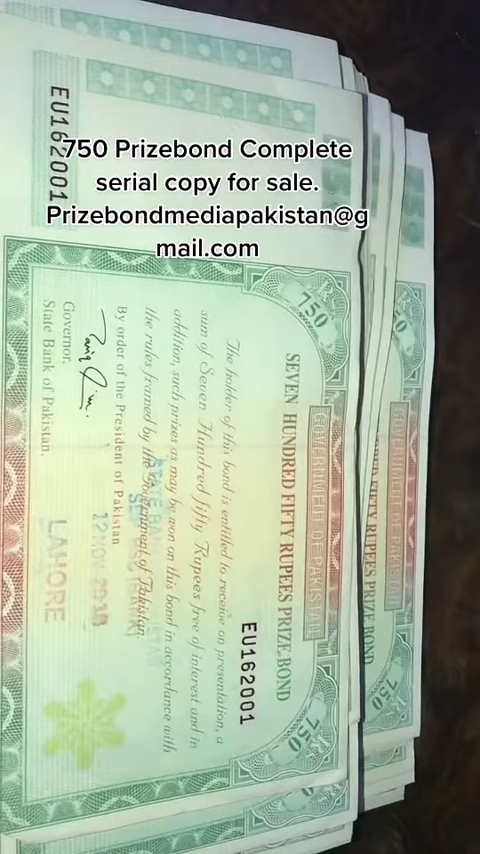 750 Prizebond Complete
serial copy for sale.
Prizebondmediapakistan@g
mail.com
EU162001
750
750
GOVERNMENT OF PAKISTAN
SEVEN HUNDRED FIFTY RUPEES PRIZE BOND
EU162001
The holder of this bond is entitled to receive on presentation, a
sum of Seven Hundred fifty Rupees free of interest and in
addition, such prizes as may be won on this bond in accordance with
the rules framed by the Government of Pakistan.
By order of the President of Pakistan
Governor,
State Bank of Pakistan.
12 NOV 2018
LAHORE
GOVERNMENT OF PAKISTAN
FIFTY RUPEES PRIZE BOND
750